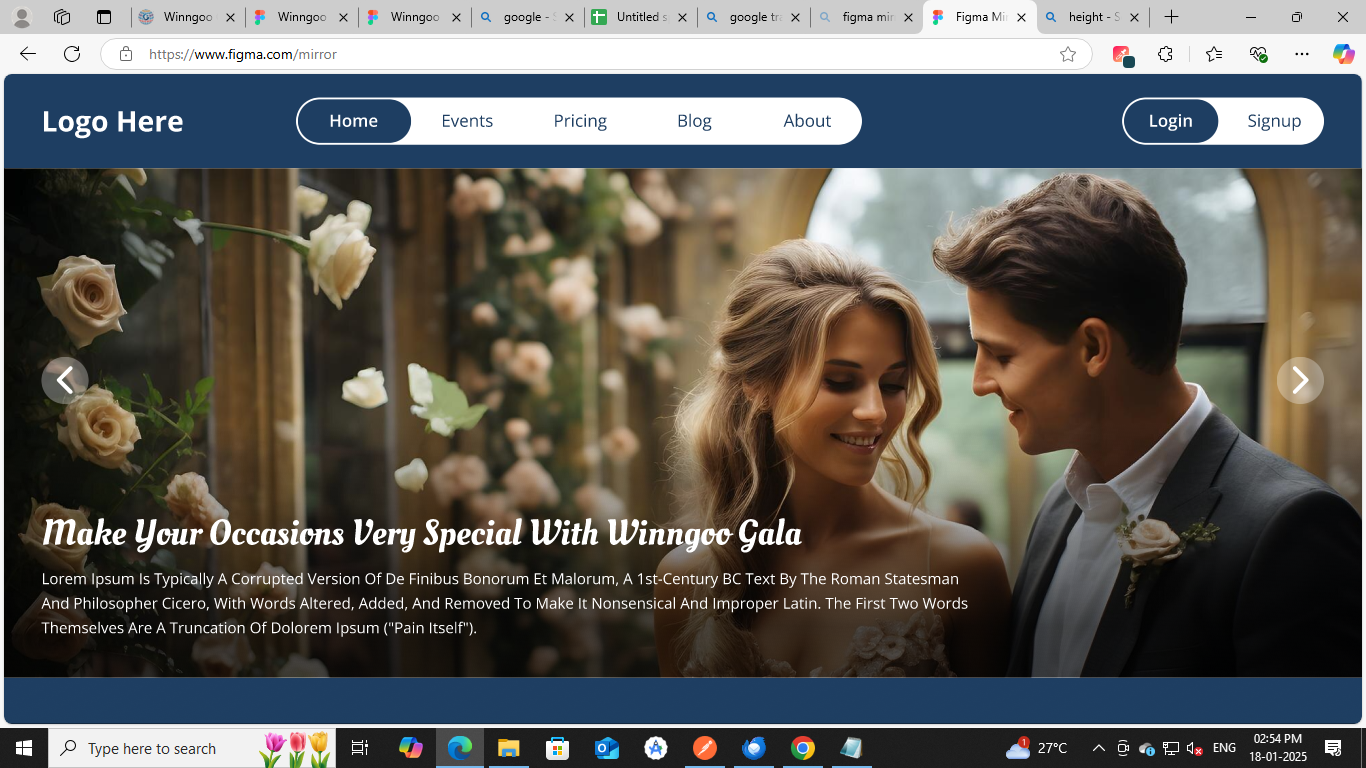 Winngoo
Winngoo
Winngoo
google - S
Untitled s
google tra
figma mir
Figma Mir
height - S
https://www.figma.com/mirror
Logo Here
Home Events Pricing Blog About
Login Signup
Make Your Occasions Very Special With Winngoo Gala
Lorem Ipsum Is Typically A Corrupted Version Of De Finibus Bonorum Et Malorum, A 1st-Century BC Text By The Roman Statesman
And Philosopher Cicero, With Words Altered, Added, And Removed To Make It Nonsensical And Improper Latin. The First Two Words
Themselves Are A Truncation Of Dolorem Ipsum ("Pain Itself").
Type here to search
1
27°C
ENG
02:54 PM
18-01-2025